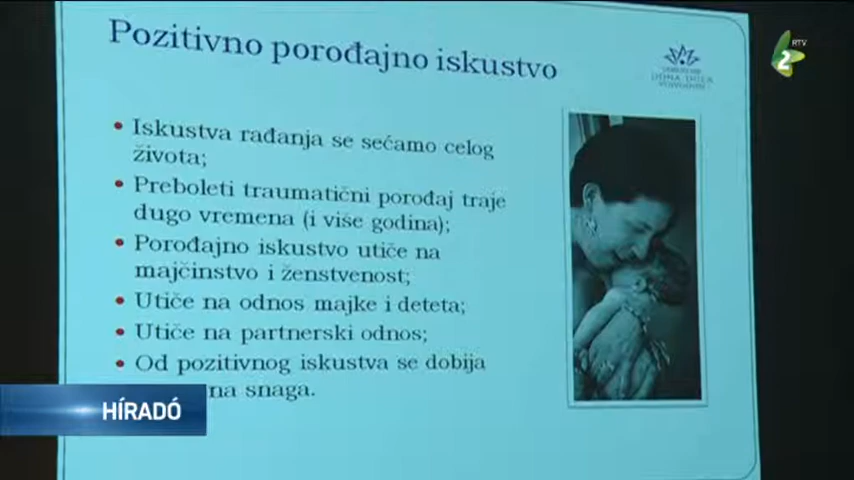 Pozitivno porođajno iskustvo
RTV
2
DONA DULA
Iskustva rađanja se sećamo celog
života;
Preboleti traumatični porođaj traje
dugo vremena (i više godina);
Porođajno iskustvo utiče na
majčinstvo i ženstvenost;
Utiče na odnos majke i deteta;
Utiče na partnerski odnos;
Od pozitivnog iskustva se dobija
na snaga.
HÍRADÓ